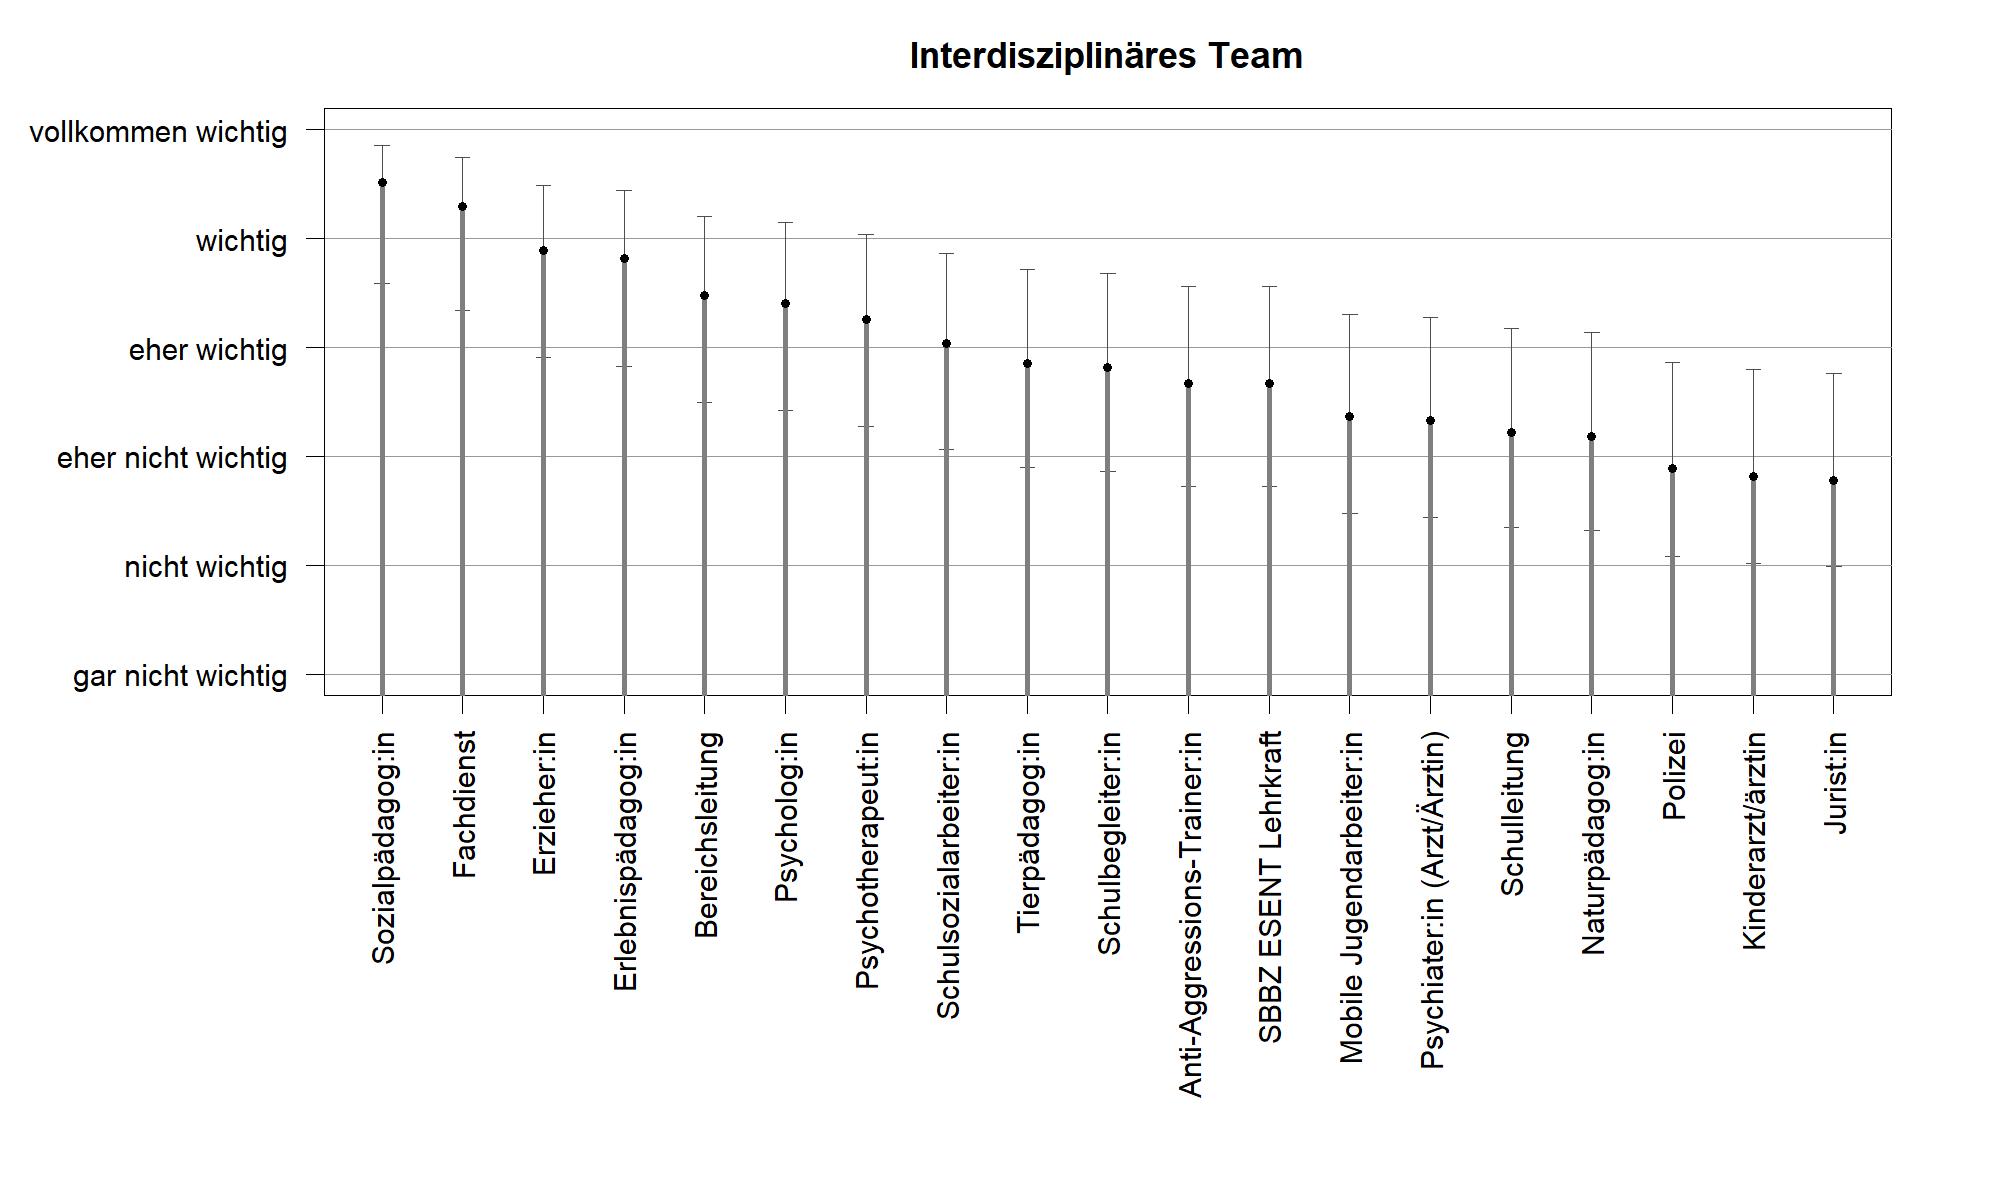 Interdisziplinäres Team
vollkommen wichtig
wichtig
eher wichtig
eher nicht wichtig
nicht wichtig
gar nicht wichtig
Sozialpädagog:in
Fachdienst
Erzieher:in
Erlebnispädagog:in
Bereichsleitung
Psycholog:in
Psychotherapeut:in
Schulsozialarbeiter:in
Tierpädagog:in
Schulbegleiter:in
Anti-Aggressions-Trainer:in
SBBZ ESENT Lehrkraft
Mobile Jugendarbeiter:in
Psychiater:in (Arzt/Ärztin)
Schulleitung
Naturpädagog:in
Polizei
Kinderarzt/ärztin
Jurist:in